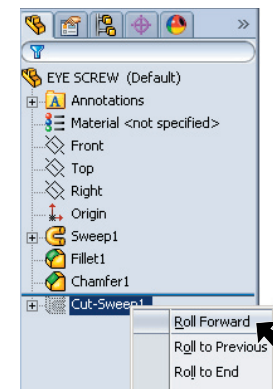 »
EYE SCREW (Default)
A Annotations
Material <not specified>
Front
Top
Right
Origin
Sweep1
Fillet1
Chamfer1
Cut-Sweep1
Roll Forward
Roll to Previous
Roll to End